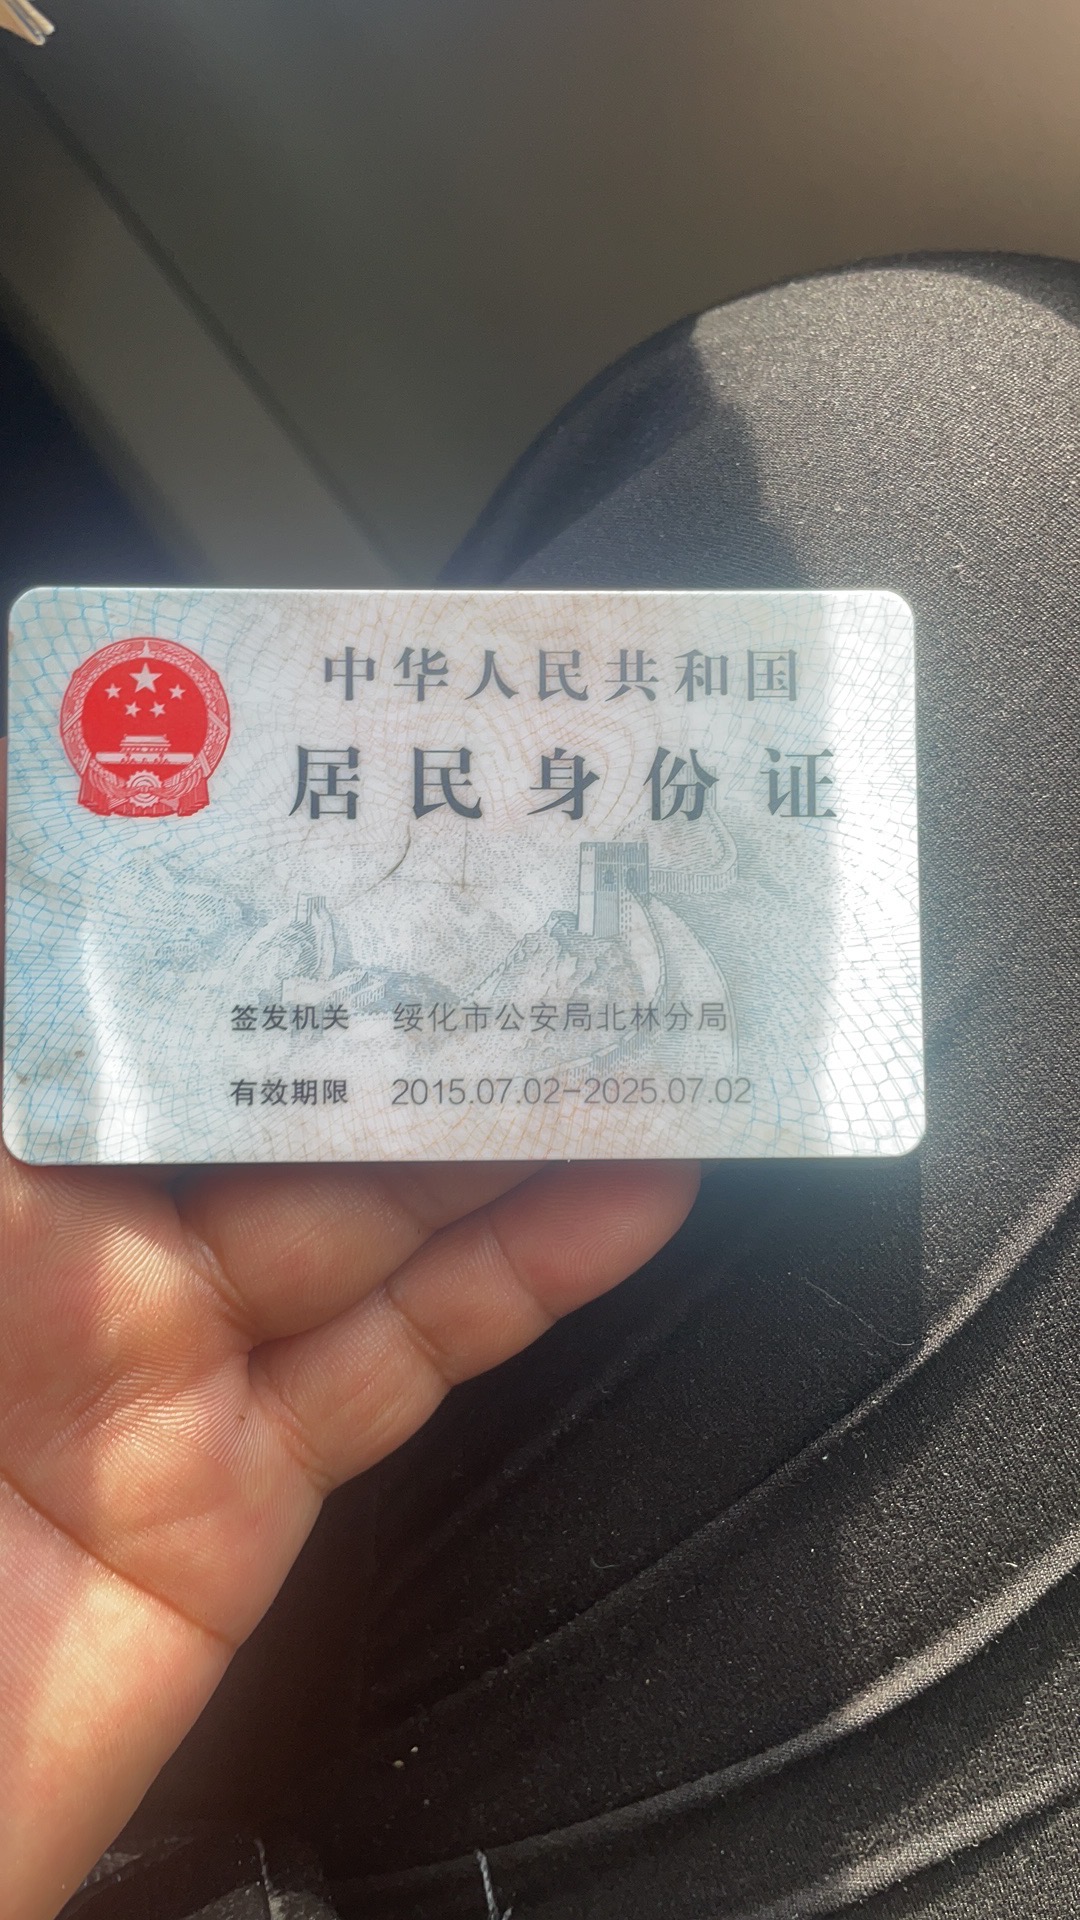 中华人民共和国
居民身份证
签发机关 绥化市公安局北林分局
有效期限 2015.07.02-2025.07.02